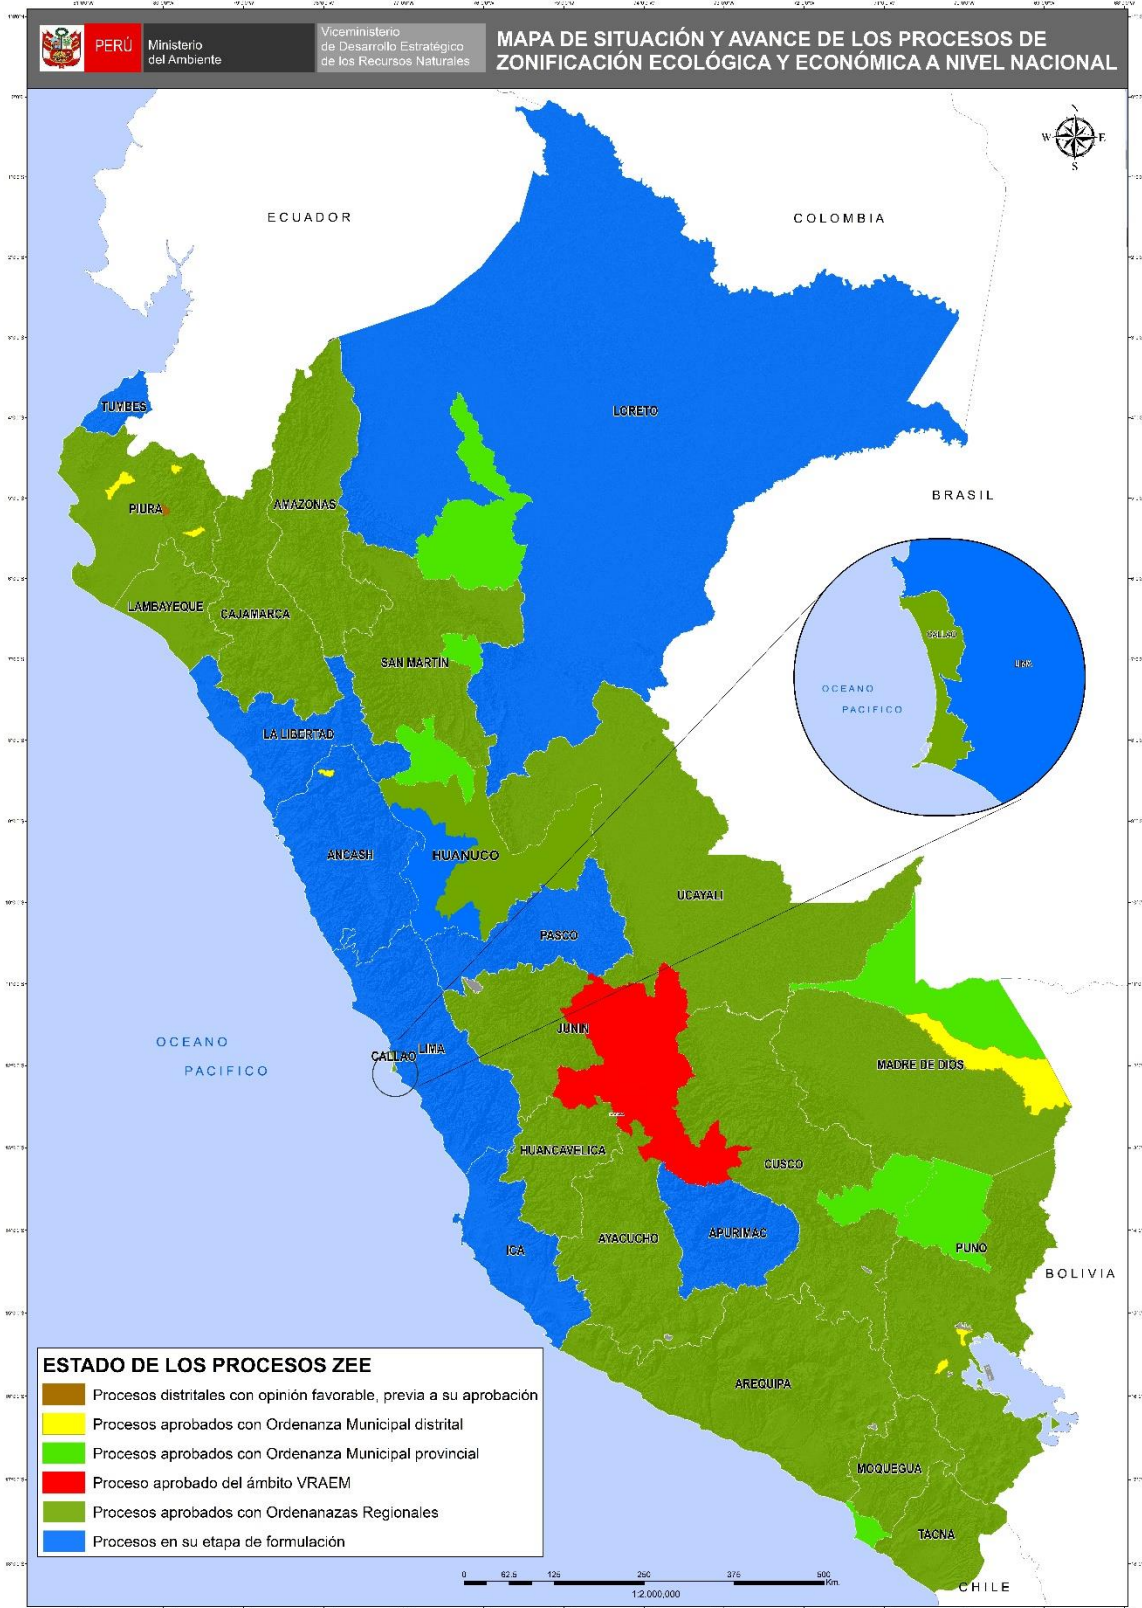 PERÚ
Ministerio
del Ambiente
Viceministerio
de Desarrollo Estratégico
de los Recursos Naturales
MAPA DE SITUACIÓN Y AVANCE DE LOS PROCESOS DE
ZONIFICACIÓN ECOLÓGICA Y ECONÓMICA A NIVEL NACIONAL
W E
S
ECUADOR
COLOMBIA
TUMBES
LORETO
BRASIL
PIURA
AMAZONAS
LAMBAYEQUE
CAJAMARCA
SAN MARTIN
CALLAO
LIMA
OCEANO
PACIFICO
LA LIBERTAD
ANCASH
HUANUCO
UCAYALI
PASCO
JUNIN
OCEANO
PACIFICO
CALLAO
LIMA
MADRE DE DIOS
HUANCAVELICA
CUSCO
AYACUCHO
APURIMAC
ICA
PUNO
BOLIVIA
AREQUIPA
MOQUEGUA
TACNA
CHILE
ESTADO DE LOS PROCESOS ZEE
Procesos distritales con opinión favorable, previa a su aprobación
Procesos aprobados con Ordenanza Municipal distrital
Procesos aprobados con Ordenanza Municipal provincial
Proceso aprobado del ámbito VRAEM
Procesos aprobados con Ordenanazas Regionales
Procesos en su etapa de formulación
0 62.5 125 250 375 500
Km.
1:2.000,000